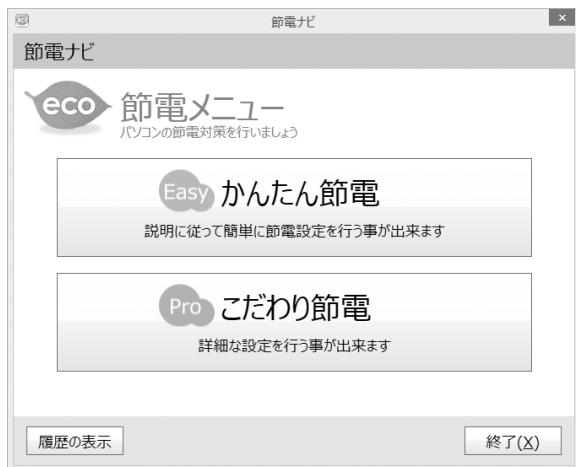 節電ナビ
×
節電ナビ
eco 節電メニュー
パソコンの節電対策を行いましょう
Easy かんたん節電
説明に従って簡単に節電設定を行う事が出来ます
Pro こだわり節電
詳細な設定を行う事が出来ます
履歴の表示 終了(X)